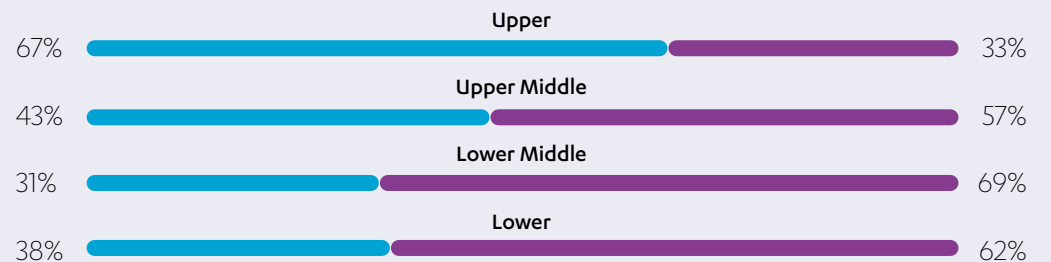 Upper
67% 33%
Upper Middle
43% 57%
Lower Middle
31% 69%
Lower
38% 62%